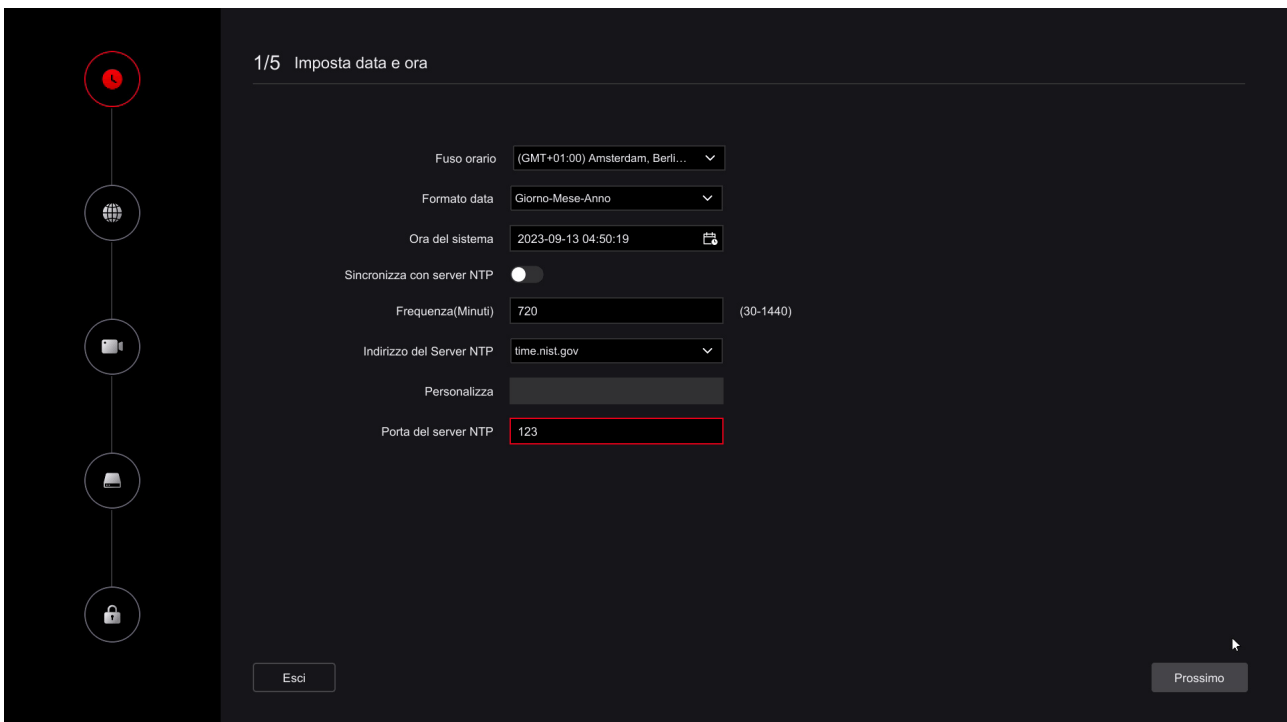 1/5 Imposta data e ora
Fuso orario (GMT+01:00) Amsterdam, Berli...
Formato data Giorno-Mese-Anno
Ora del sistema 2023-09-13 04:50:19
Sincronizza con server NTP
Frequenza(Minuti) 720 (30-1440)
Indirizzo del Server NTP time.nist.gov
Personalizza
Porta del server NTP 123
Esci Prossimo